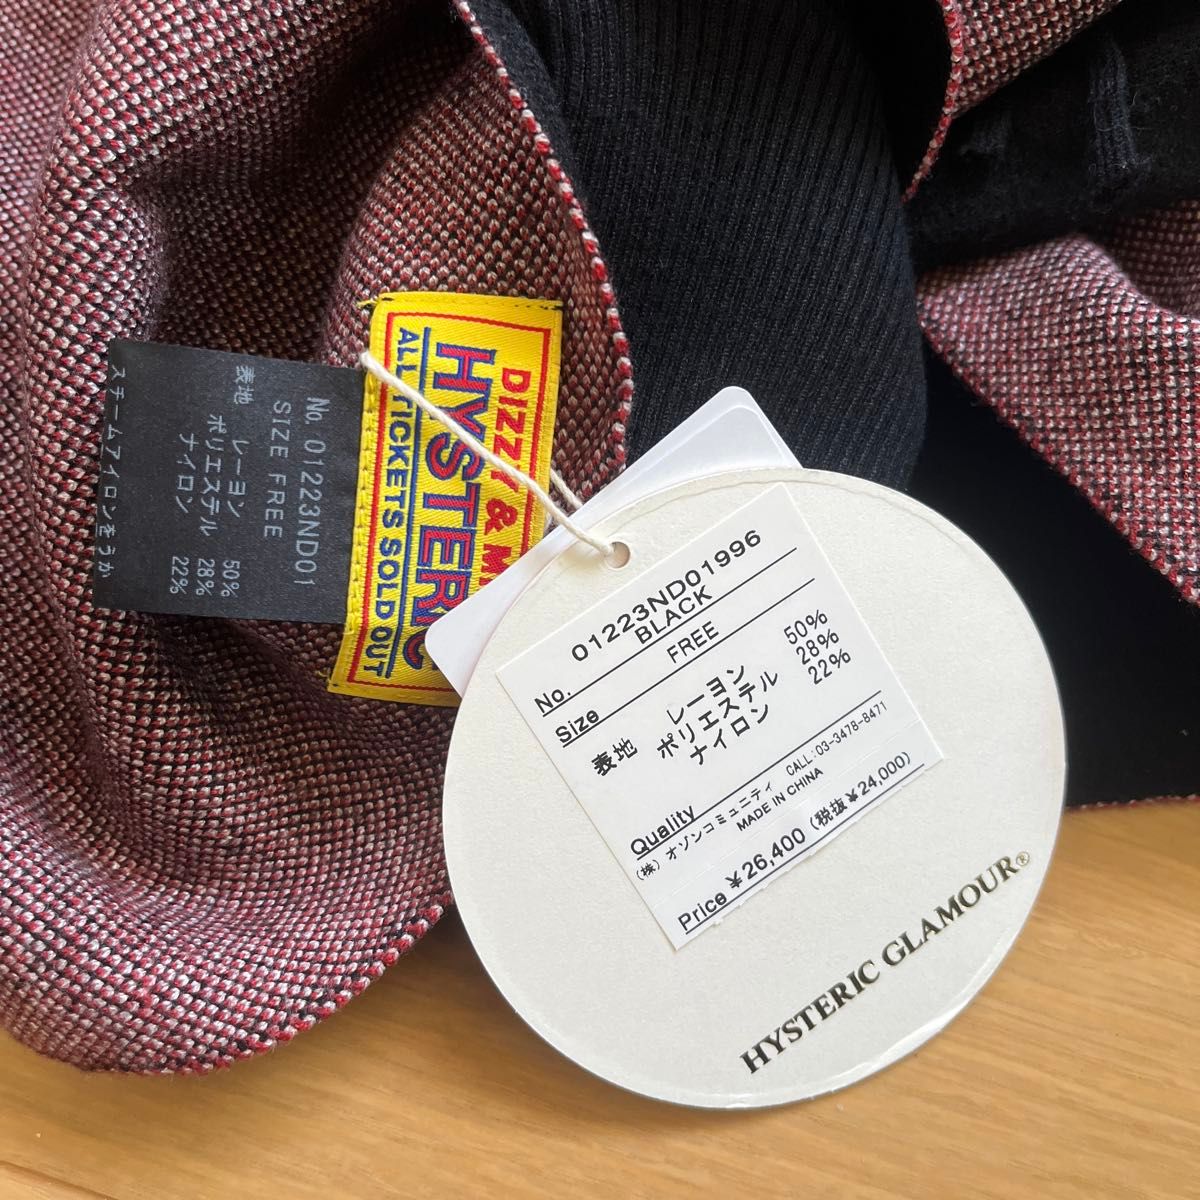 No. 01223ND01
SIZE FREE
表地 レーヨン 50%
ポリエステル 28%
ナイロン 22%
スチームアイロンをうか
DIZZY &
HYSTERIC
ALL TICKETS SOLD OUT
No. 01223ND01996
BLACK
Size FREE
表地 レーヨン 50%
ポリエステル 28%
ナイロン 22%
Quality
(株) オゾンコミュニティ CALL:03-3478-8471
MADE IN CHINA
Price ¥26,400 (税抜¥24,000)
HYSTERIC GLAMOUR®